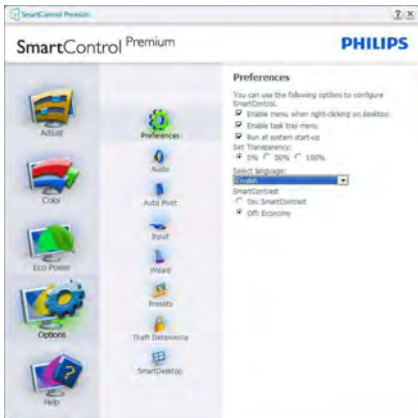 SmartControl Premium
SmartControl Premium
PHILIPS
Adjust
Color
Eco Power
Options
Help
Preferences
Audio
Auto Pivot
Input
Wizard
Presets
Theft Deterrence
SmartDesktop
Preferences
You can use the following options to configure
SmartControl.
Enable menu when right-clicking on desktop
Enable task tray menu
Run at system start-up
Set Transparency:
0% 50% 100%
Select language:
English
SmartContrast
On: SmartContrast
Off: Economy